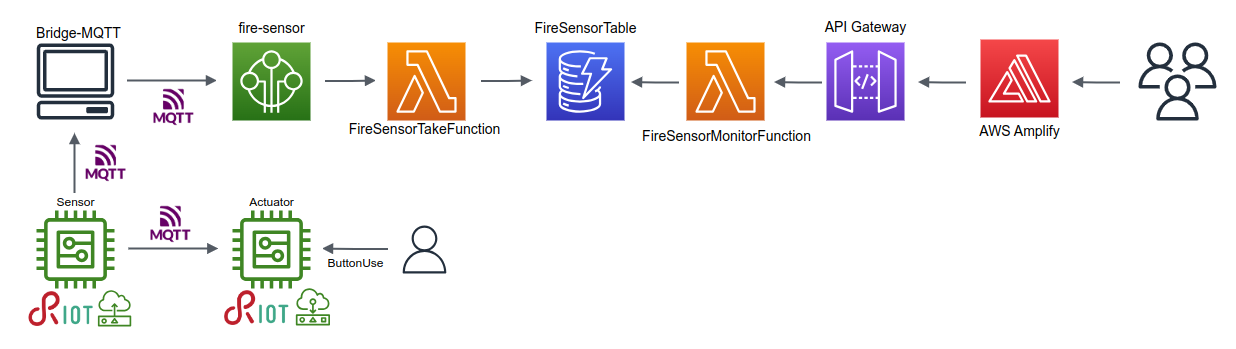 Bridge-MQTT
fire-sensor
FireSensorTable
API Gateway
MQTT
FireSensorTakeFunction
FireSensorMonitorFunction
AWS Amplify
MQTT
Sensor
MQTT
Actuator
ButtonUse
RIOT
RIOT